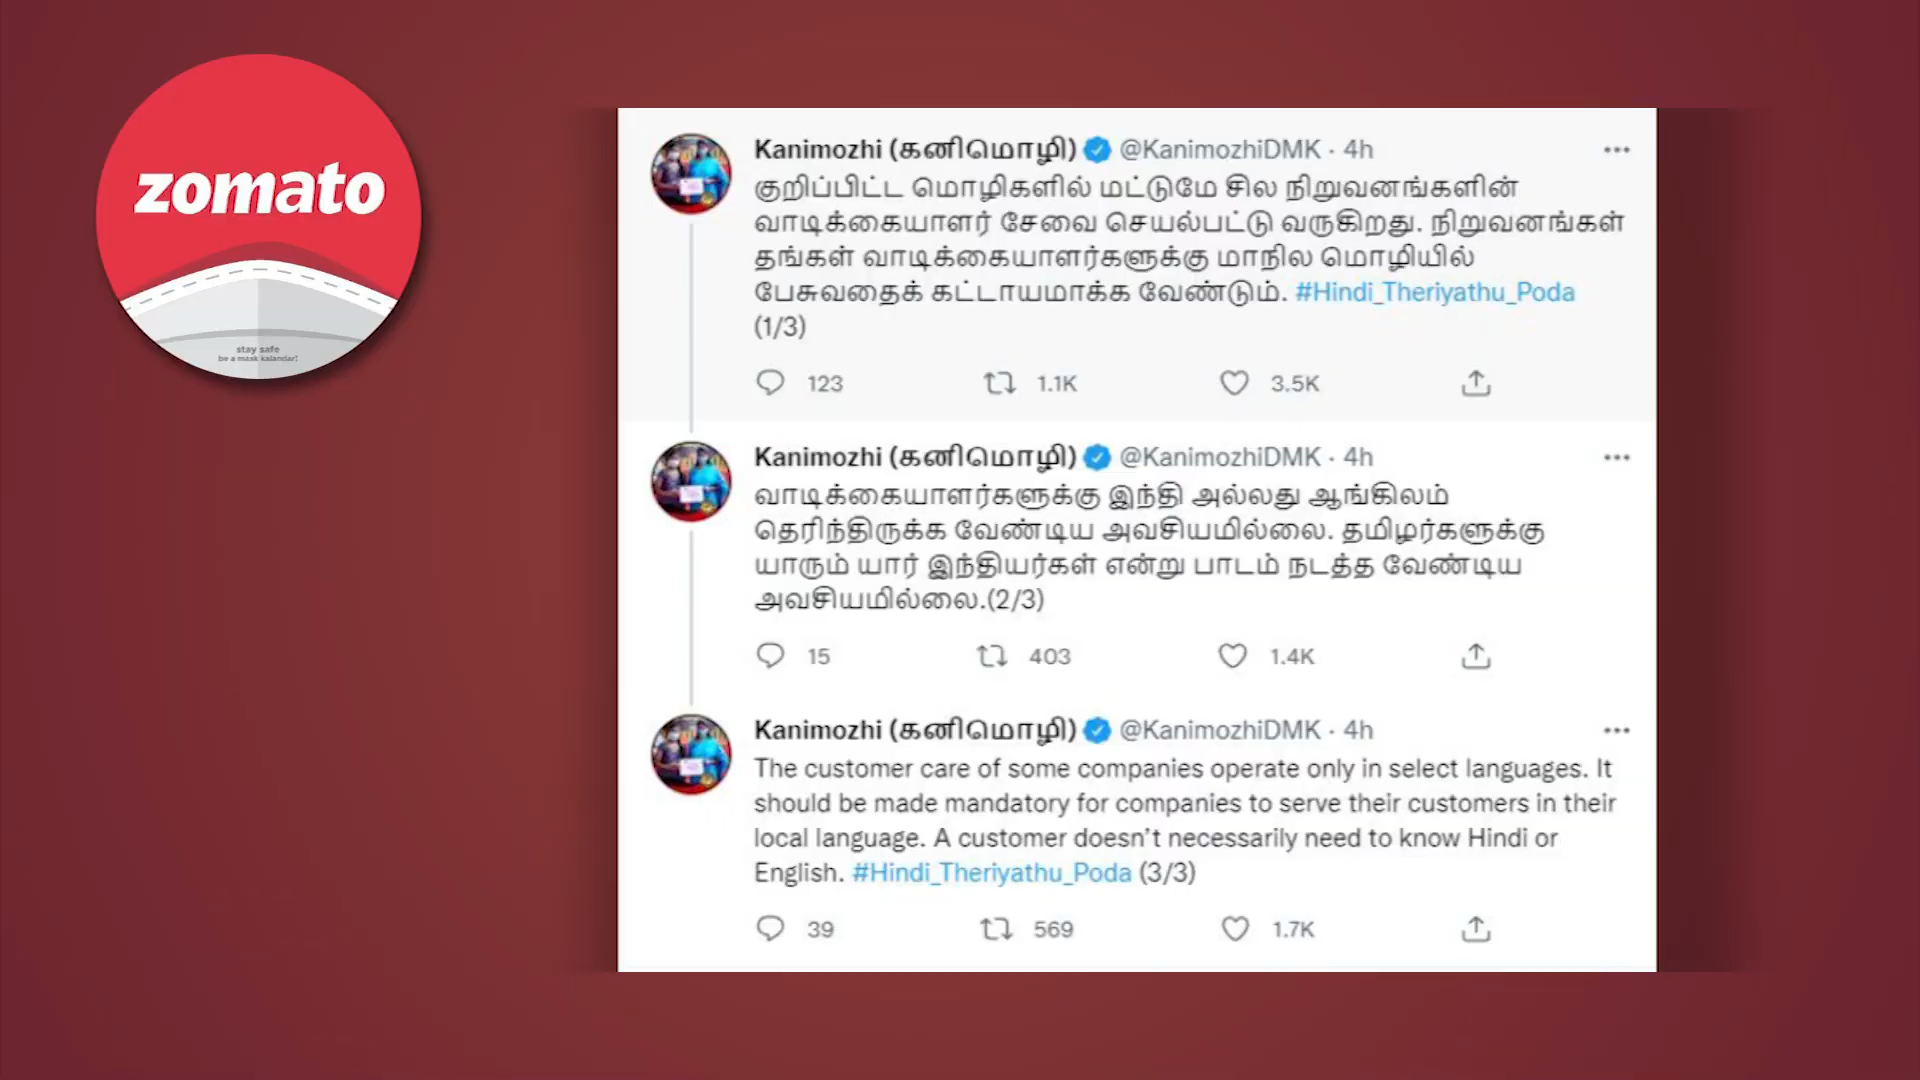 zomato
stay safe
be a mask kalandar!
Kanimozhi (கனிமொழி) @KanimozhiDMK · 4h
குறிப்பிட்ட மொழிகளில் மட்டுமே சில நிறுவனங்களின்
வாடிக்கையாளர் சேவை செயல்பட்டு வருகிறது. நிறுவனங்கள்
தங்கள் வாடிக்கையாளர்களுக்கு மாநில மொழியில்
பேசுவதைக் கட்டாயமாக்க வேண்டும். #Hindi_Theriyathu_Poda
(1/3)
123 1.1K 3.5K
Kanimozhi (கனிமொழி) @KanimozhiDMK · 4h
வாடிக்கையாளர்களுக்கு இந்தி அல்லது ஆங்கிலம்
தெரிந்திருக்க வேண்டிய அவசியமில்லை. தமிழர்களுக்கு
யாரும் யார் இந்தியர்கள் என்று பாடம் நடத்த வேண்டிய
அவசியமில்லை.(2/3)
15 403 1.4K
Kanimozhi (கனிமொழி) @KanimozhiDMK · 4h
The customer care of some companies operate only in select languages. It
should be made mandatory for companies to serve their customers in their
local language. A customer doesn't necessarily need to know Hindi or
English. #Hindi_Theriyathu_Poda (3/3)
39 569 1.7K